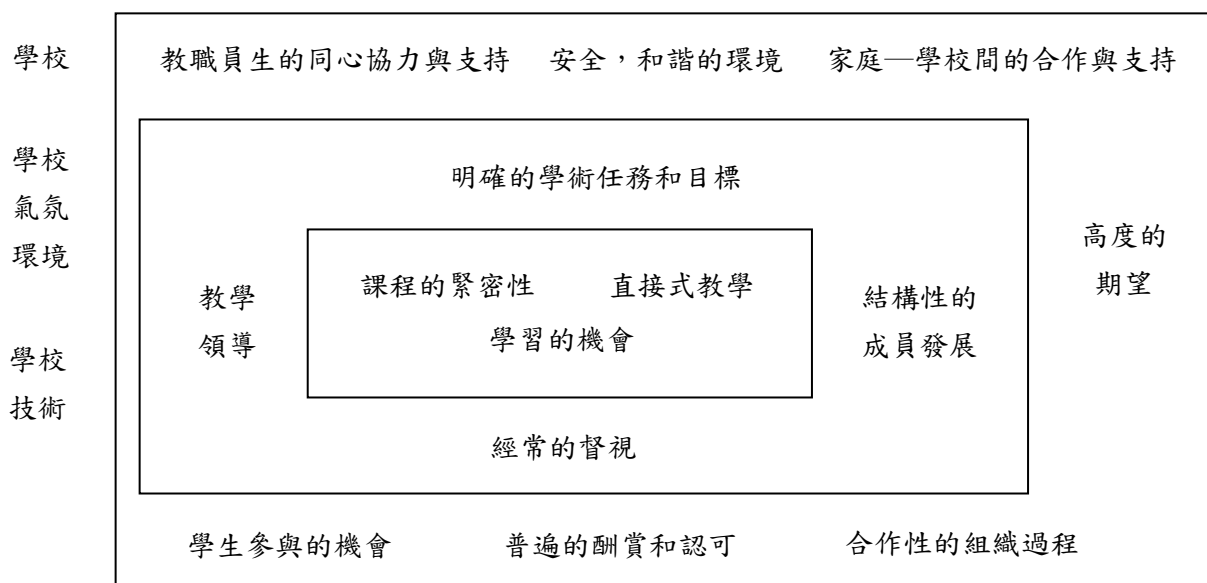 學校
教職員生的同心協力與支持 安全，和諧的環境 家庭—學校間的合作與支持
學校
氣氛
環境
明確的學術任務和目標
高度的
期望
教學
領導
課程的緊密性 直接式教學
學習的機會
結構性的
成員發展
學校
技術
經常的督視
學生參與的機會 普遍的酬賞和認可 合作性的組織過程